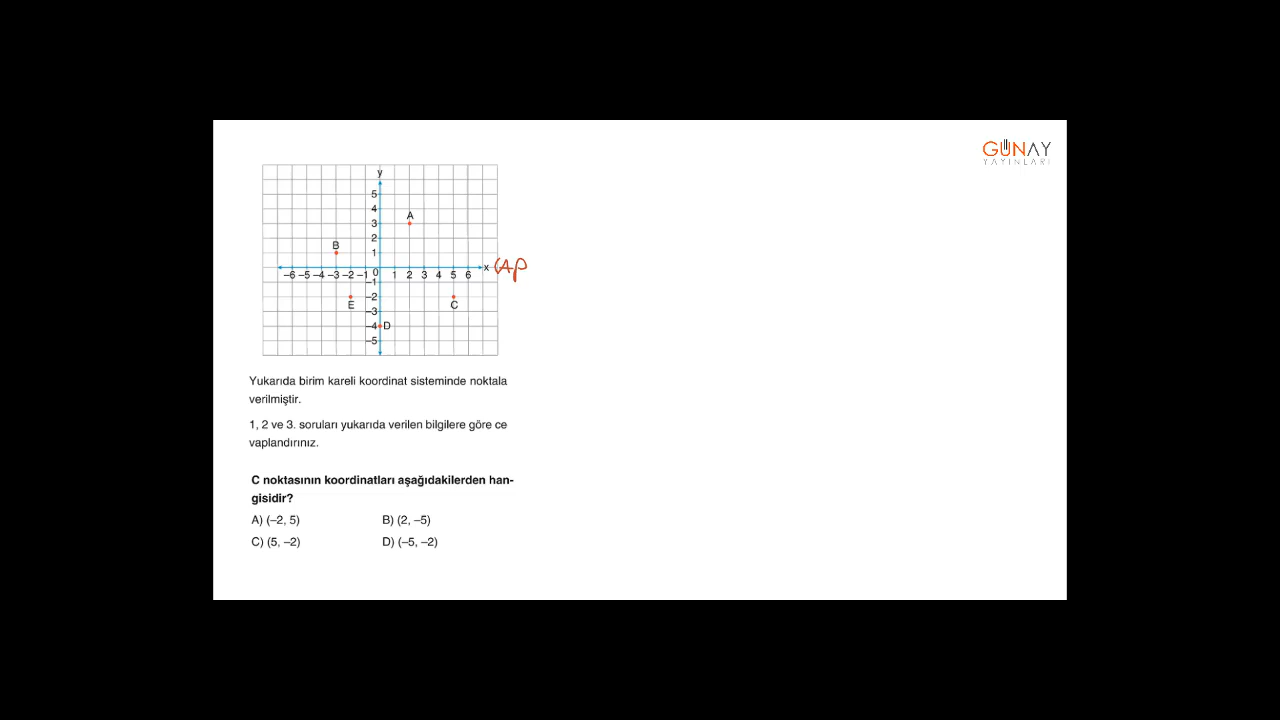 GÜNAY
YAYINLARI
y
5
4
3
2
1
A
B
–6 –5 –4 –3 –2 –1 0 1 2 3 4 5 6 x
–1
–2
–3
–4 D
–5
E
C
Yukarıda birim kareli koordinat sisteminde noktala
verilmiştir.
1, 2 ve 3. soruları yukarıda verilen bilgilere göre ce
vaplandırınız.
C noktasının koordinatları aşağıdakilerden han-
gisidir?
A) (–2, 5) B) (2, –5)
C) (5, –2) D) (–5, –2)